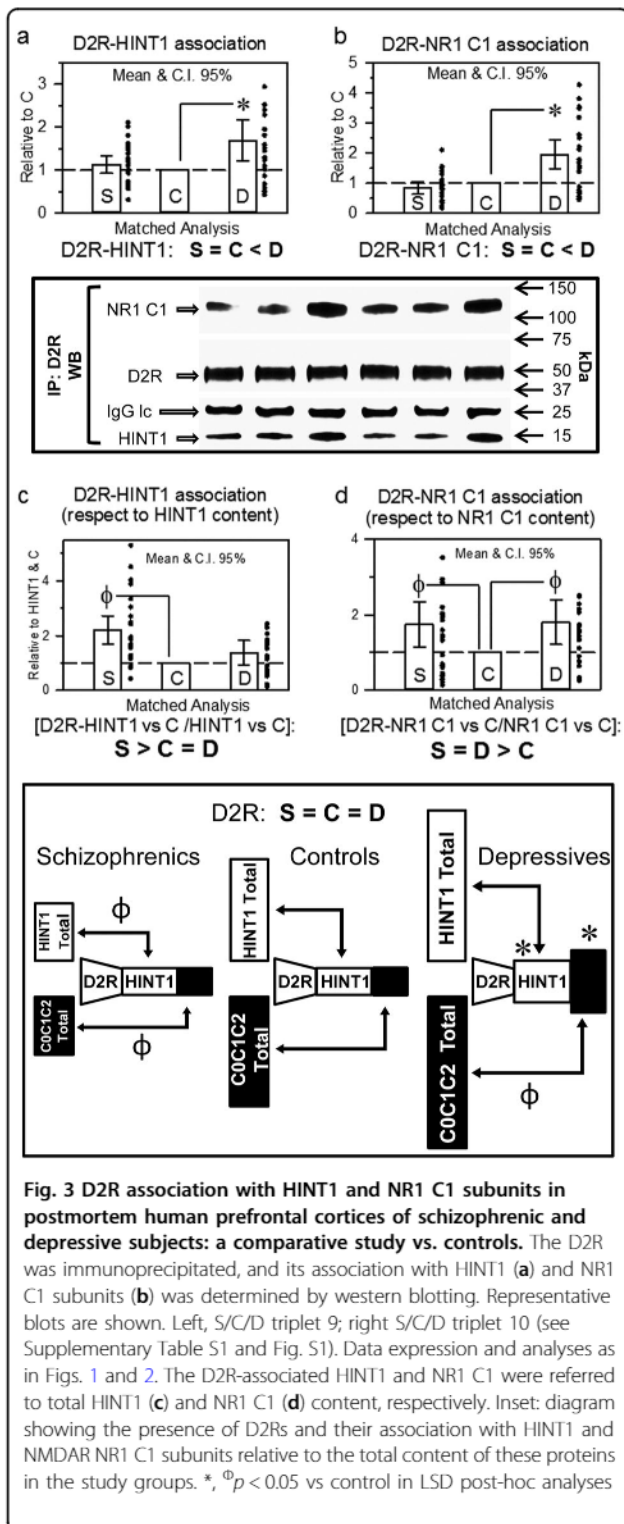 a
D2R-HINT1 association
Mean & C.I. 95%
Relative to C
3
2
1
0
*
S
C
D
Matched Analysis
D2R-HINT1: S = C < D
b
D2R-NR1 C1 association
Mean & C.I. 95%
Relative to C
5
4
3
2
1
0
*
S
C
D
Matched Analysis
D2R-NR1 C1: S = C < D
IP: D2R
WB
NR1 C1
D2R
IgG lc
HINT1
150
100
75
50
37
25
15
kDa
c
D2R-HINT1 association
(respect to HINT1 content)
Mean & C.I. 95%
Relative to HINT1 & C
4
2
0
ϕ
S
C
D
Matched Analysis
[D2R-HINT1 vs C /HINT1 vs C]:
S > C = D
d
D2R-NR1 C1 association
(respect to NR1 C1 content)
Mean & C.I. 95%
4
2
0
ϕ
ϕ
S
C
D
Matched Analysis
[D2R-NR1 C1 vs C/NR1 C1 vs C]:
S = D > C
D2R: S = C = D
Schizophrenics
HINT1 Total
ϕ
D2R
HINT1
C0C1C2 Total
ϕ
Controls
HINT1 Total
D2R
HINT1
C0C1C2 Total
Depressives
HINT1 Total
*
*
D2R
HINT1
C0C1C2 Total
ϕ
Fig. 3 D2R association with HINT1 and NR1 C1 subunits in
postmortem human prefrontal cortices of schizophrenic and
depressive subjects: a comparative study vs. controls. The D2R
was immunoprecipitated, and its association with HINT1 (a) and NR1
C1 subunits (b) was determined by western blotting. Representative
blots are shown. Left, S/C/D triplet 9; right S/C/D triplet 10 (see
Supplementary Table S1 and Fig. S1). Data expression and analyses as
in Figs. 1 and 2. The D2R-associated HINT1 and NR1 C1 were referred
to total HINT1 (c) and NR1 C1 (d) content, respectively. Inset: diagram
showing the presence of D2Rs and their association with HINT1 and
NMDAR NR1 C1 subunits relative to the total content of these proteins
in the study groups. *, Φp < 0.05 vs control in LSD post-hoc analyses